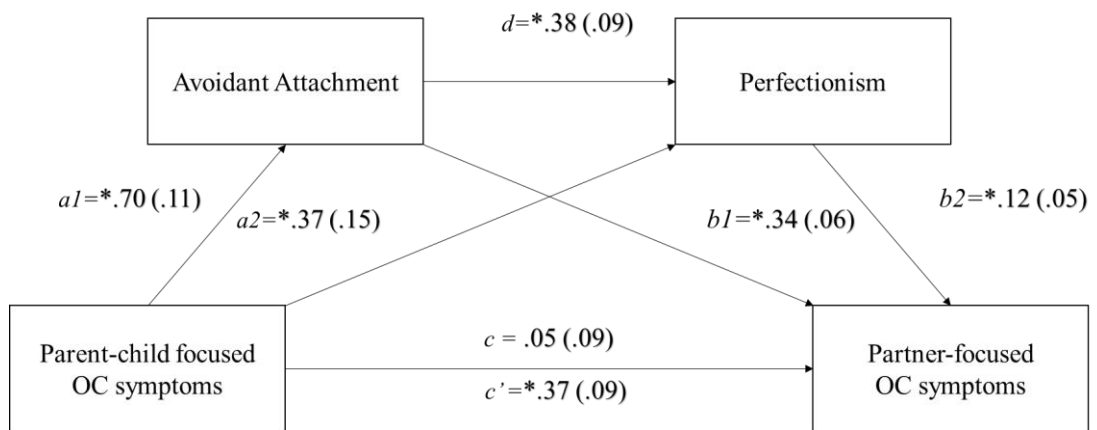 d=*.38 (.09)
Avoidant Attachment
Perfectionism
a1=*.70 (.11)
a2=*.37 (.15)
b1=*.34 (.06)
b2=*.12 (.05)
Parent-child focused
OC symptoms
c = .05 (.09)
c’=*.37 (.09)
Partner-focused
OC symptoms